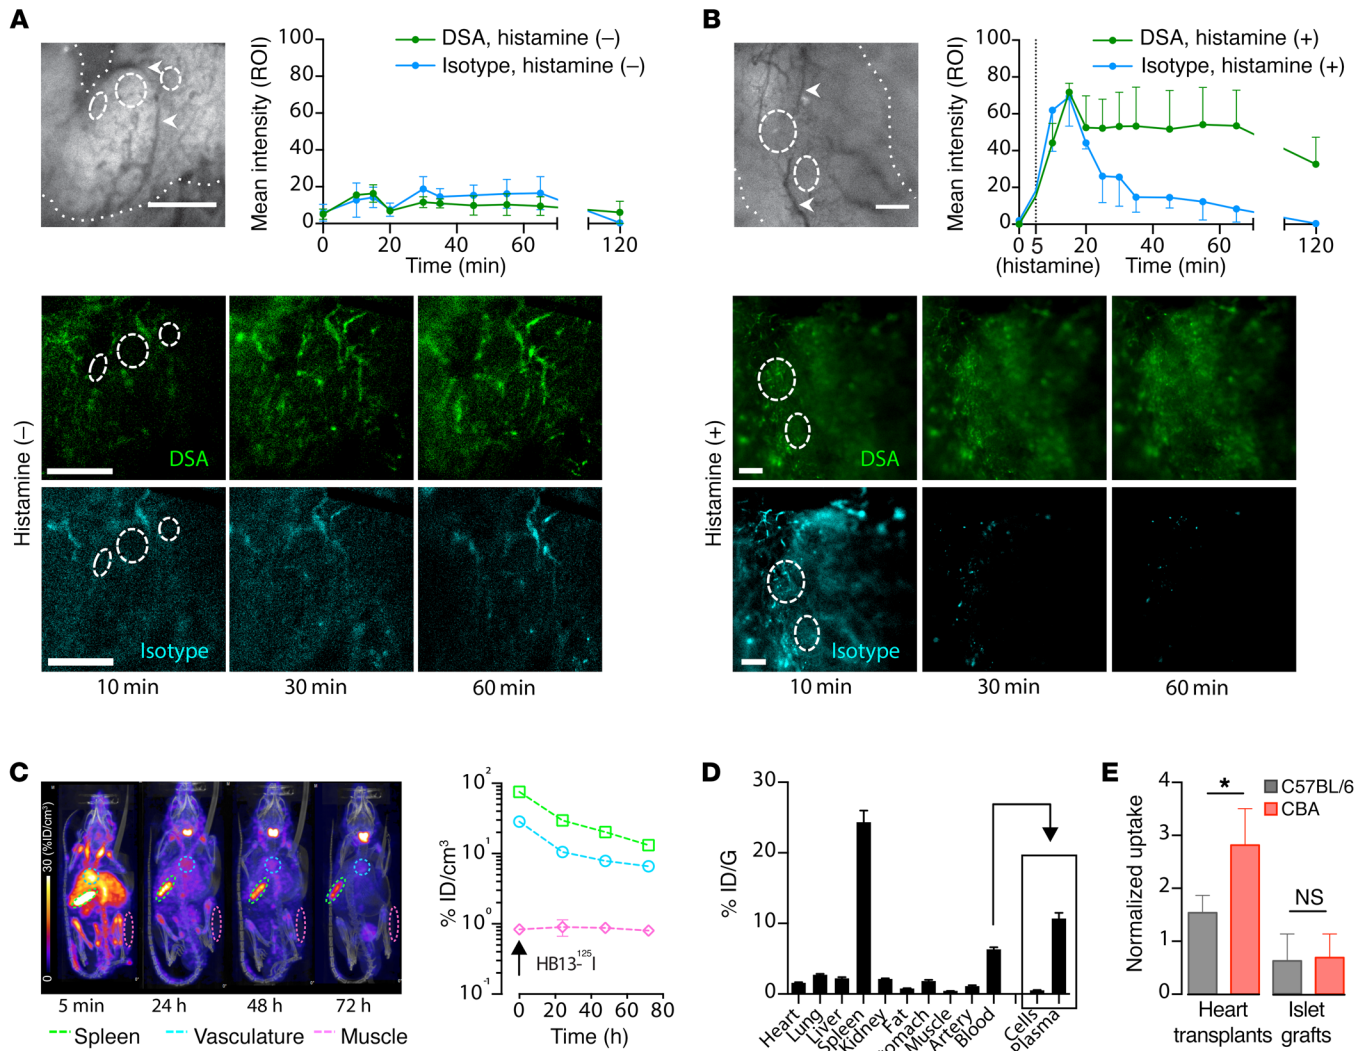 A
100
80
60
40
20
0
Mean intensity (ROI)
DSA, histamine (–)
Isotype, histamine (–)
0
20
40
60
120
Time (min)
B
100
80
60
40
20
0
Mean intensity (ROI)
DSA, histamine (+)
Isotype, histamine (+)
0 5
40
60
120
(histamine)
Time (min)
Histamine (–)
DSA
Isotype
10 min
30 min
60 min
Histamine (+)
DSA
Isotype
10 min
30 min
60 min
C
30 (%ID/cm³)
0
5 min
24 h
48 h
72 h
Spleen
Vasculature
Muscle
% ID/cm³
10²
10¹
10⁰
10⁻¹
HB13-¹²⁵I
0
20
40
60
80
Time (h)
D
% ID/G
30
20
10
0
Heart
Lung
Liver
Spleen
Kidney
Fat
Muscle
Artery
Blood
Cells
Plasma
E
Normalized uptake
4
3
2
1
0
C57BL/6
CBA
*
NS
Heart
transplants
Islet
grafts